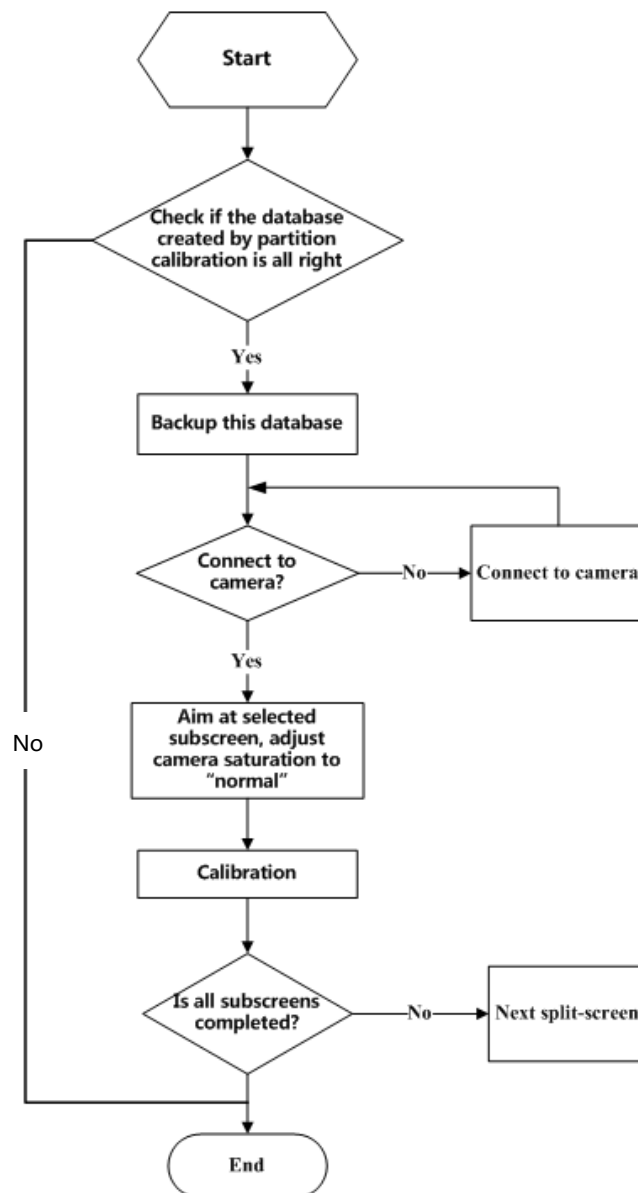 Start
Check if the database
created by partition
calibration is all right
Yes
Backup this database
Connect to
camera?
No
Connect to camera
Yes
Aim at selected
subscreen, adjust
camera saturation to
“normal”
No
Calibration
Is all subscreens
completed?
No
Next split-screen
End